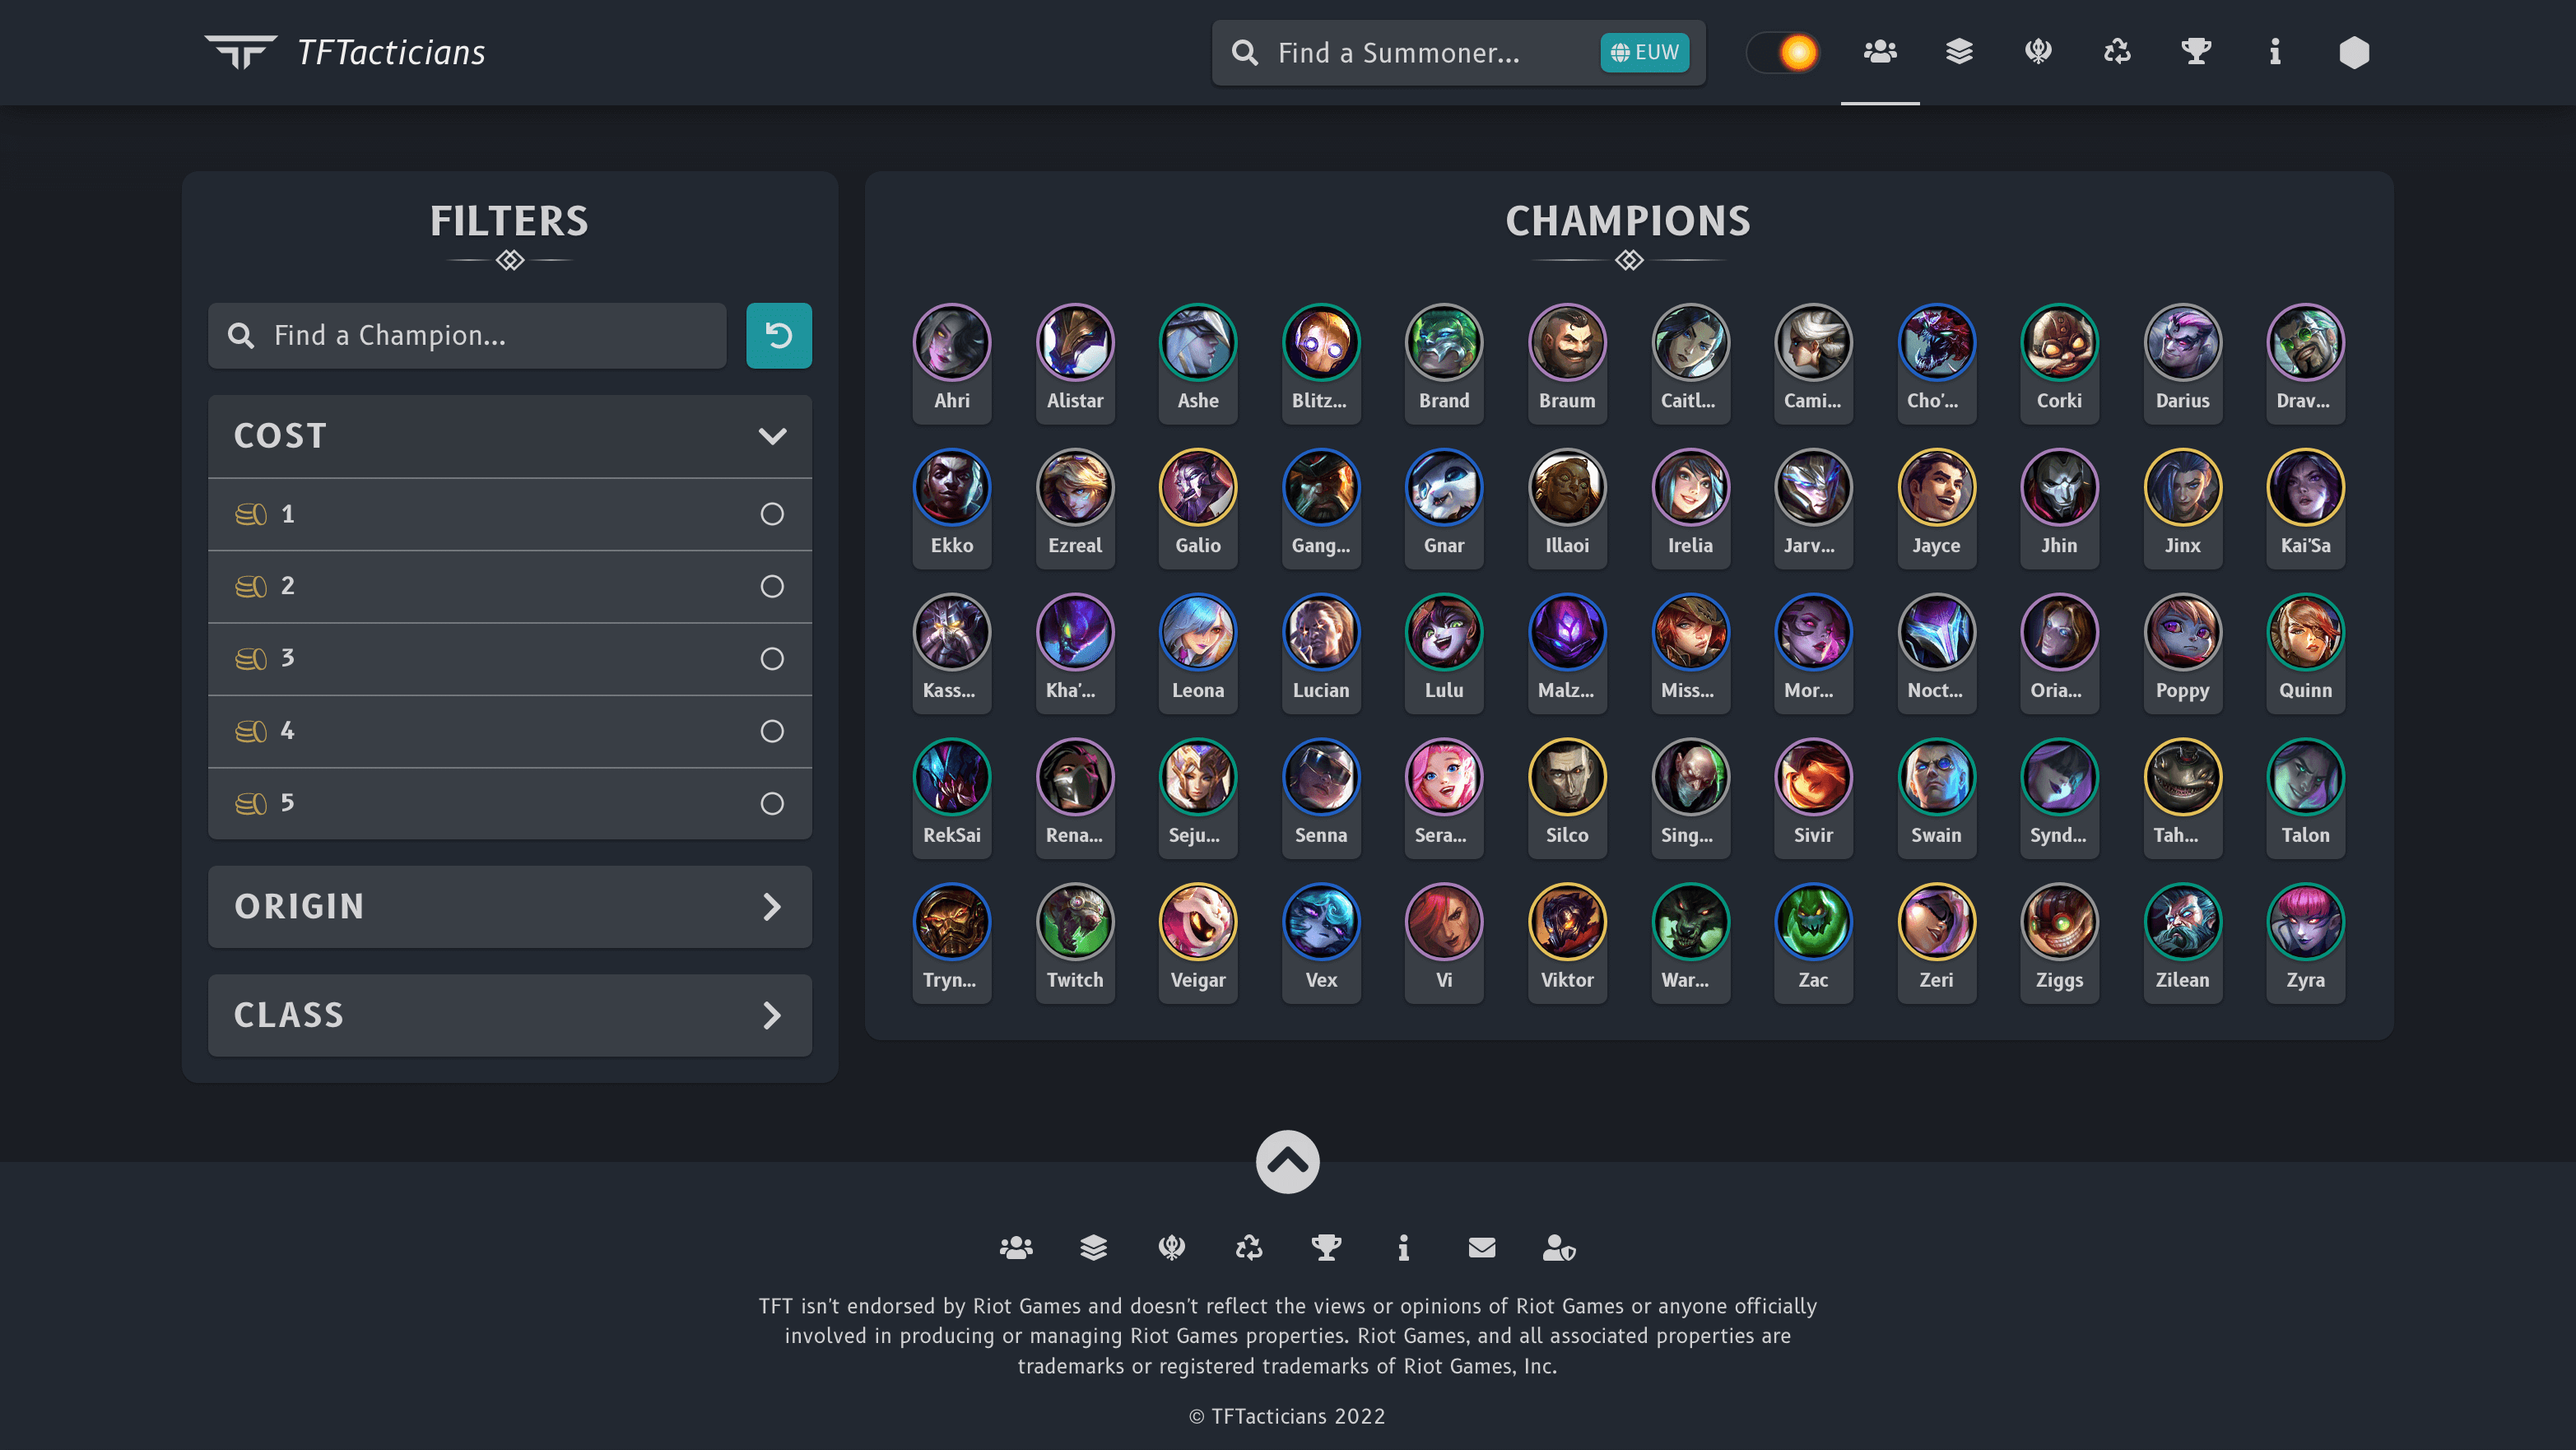 TFTacticians
Find a Summoner...
EUW
FILTERS
CHAMPIONS
Find a Champion...
COST
1
2
3
4
5
ORIGIN
CLASS
Ahri Alistar Ashe Blitz... Brand Braum Caitl... Cami... Cho'... Corki Darius Drav...
Ekko Ezreal Galio Gang... Gnar Illaoi Irelia Jarv... Jayce Jhin Jinx Kai'Sa
Kass... Kha'... Leona Lucian Lulu Malz... Miss... Mor... Noct... Oria... Poppy Quinn
RekSai Rena... Seju... Senna Sera... Silco Sing... Sivir Swain Synd... Tah... Talon
Tryn... Twitch Veigar Vex Vi Viktor War... Zac Zeri Ziggs Zilean Zyra
TFT isn't endorsed by Riot Games and doesn't reflect the views or opinions of Riot Games or anyone officially
involved in producing or managing Riot Games properties. Riot Games, and all associated properties are
trademarks or registered trademarks of Riot Games, Inc.
© TFTacticians 2022